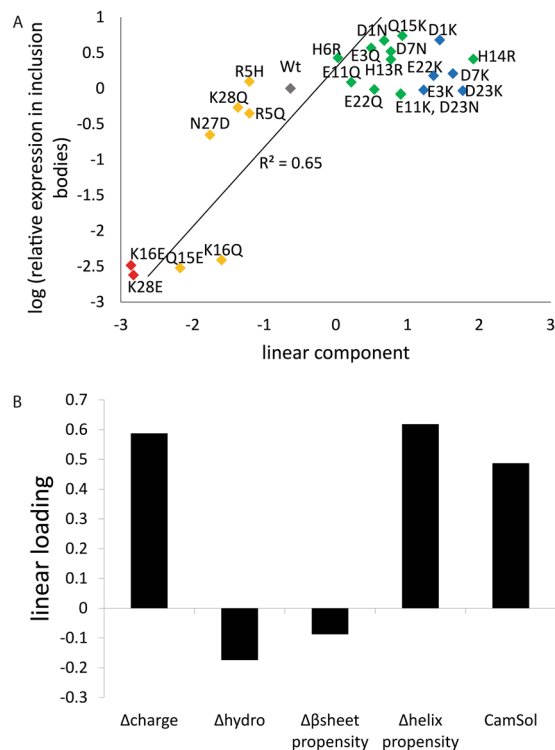 A
log (relative expression in inclusion
bodies)
1
0.5
0
-0.5
-1
-1.5
-2
-2.5
-3
-3
-2
-1
0
1
2
3
linear component
D1N
Q15K
D1K
H6R
E3Q
D7N
H14R
R5H
Wt
E11Q
H13R
E22K
D7K
K28Q
E3K
D23K
R5Q
E22Q
E11K, D23N
N27D
R² = 0.65
K16E
Q15E
K16Q
K28E
B
linear loading
0.7
0.6
0.5
0.4
0.3
0.2
0.1
0
-0.1
-0.2
-0.3
Δcharge
Δhydro
Δβsheet
propensity
Δhelix
propensity
CamSol